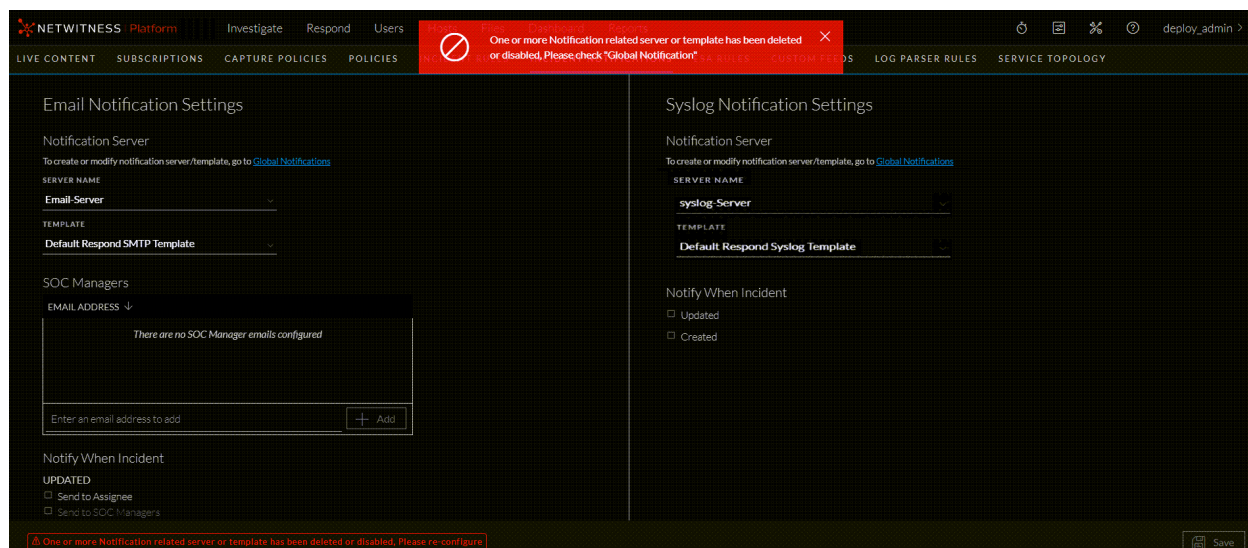 NETWITNESS Platform Investigate Respond Users Hosts Files Dashboard Reports deploy_admin >
One or more Notification related server or template has been deleted
or disabled, Please check "Global Notification"
LIVE CONTENT SUBSCRIPTIONS CAPTURE POLICIES POLICIES CUSTOM FEEDS LOG PARSER RULES SERVICE TOPOLOGY
Email Notification Settings
Notification Server
To create or modify notification server/template, go to Global Notifications
SERVER NAME
Email-Server
TEMPLATE
Default Respond SMTP Template
SOC Managers
EMAIL ADDRESS ↓
There are no SOC Manager emails configured
Enter an email address to add
+ Add
Notify When Incident
UPDATED
Send to Assignee
Send to SOC Managers
Syslog Notification Settings
Notification Server
To create or modify notification server/template, go to Global Notifications
SERVER NAME
syslog-Server
TEMPLATE
Default Respond Syslog Template
Notify When Incident
Updated
Created
One or more Notification related server or template has been deleted or disabled, Please re-configure
Save